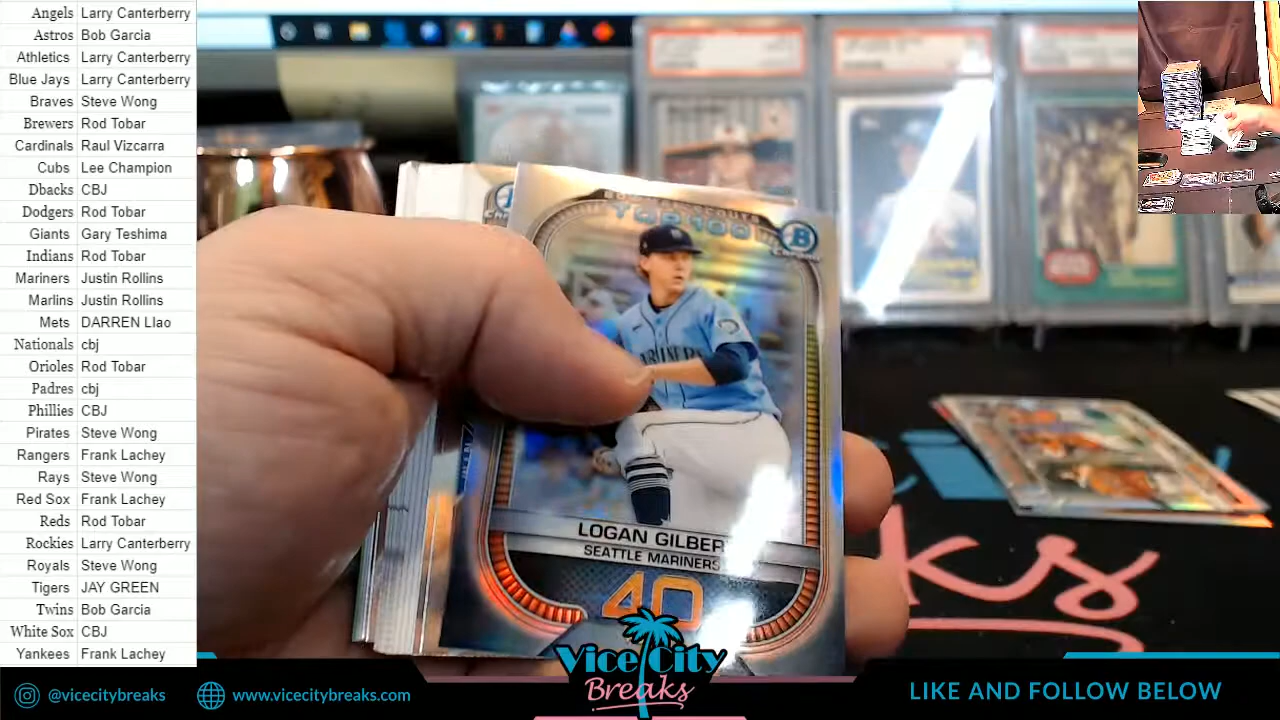 Angels Larry Canterberry
Astros Bob Garcia
Athletics Larry Canterberry
Blue Jays Larry Canterberry
Braves Steve Wong
Brewers Rod Tobar
Cardinals Raul Vizcarra
Cubs Lee Champion
Dbacks CBJ
Dodgers Rod Tobar
Giants Gary Teshima
Indians Rod Tobar
Mariners Justin Rollins
Marlins Justin Rollins
Mets DARREN LIao
Nationals cbj
Orioles Rod Tobar
Padres cbj
Phillies CBJ
Pirates Steve Wong
Rangers Frank Lachey
Rays Steve Wong
Red Sox Frank Lachey
Reds Rod Tobar
Rockies Larry Canterberry
Royals Steve Wong
Tigers JAY GREEN
Twins Bob Garcia
White Sox CBJ
Yankees Frank Lachey
TOP 100
B
LOGAN GILBER
SEATTLE MARINERS
40
Vice City
Breaks
@vicecitybreaks
www.vicecitybreaks.com
LIKE AND FOLLOW BELOW